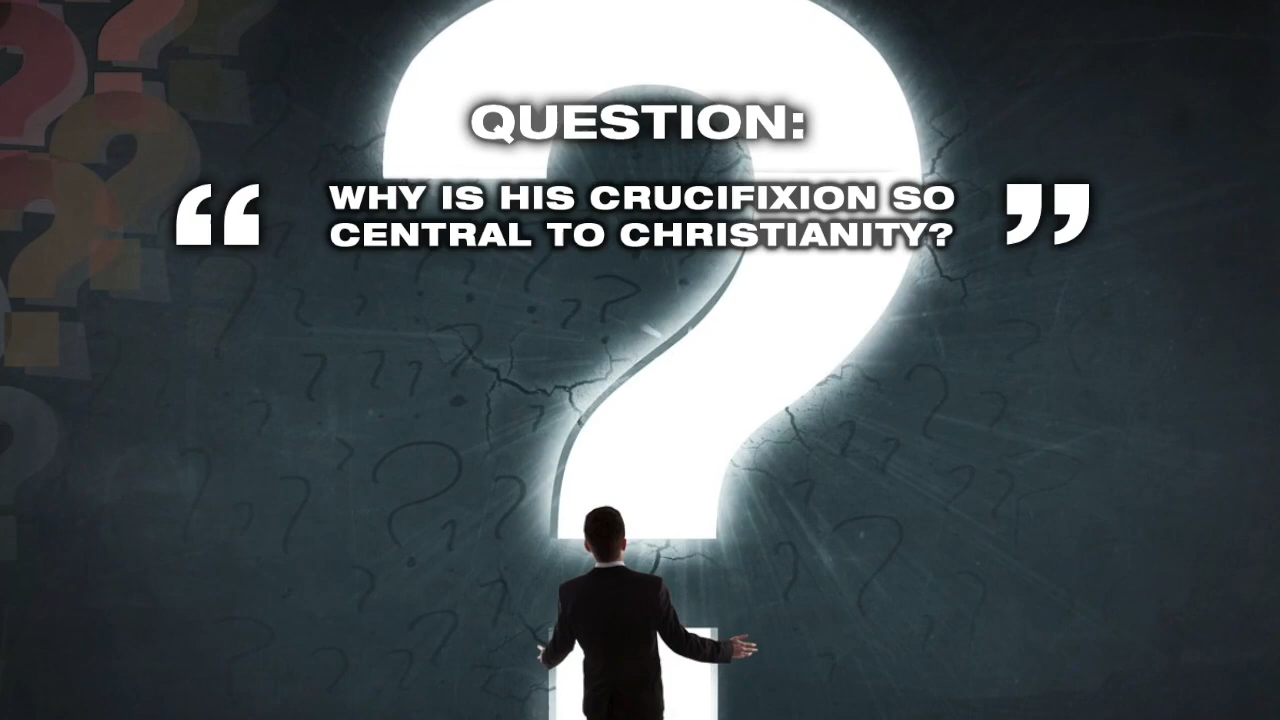 QUESTION:
“ WHY IS HIS CRUCIFIXION SO ”
CENTRAL TO CHRISTIANITY?